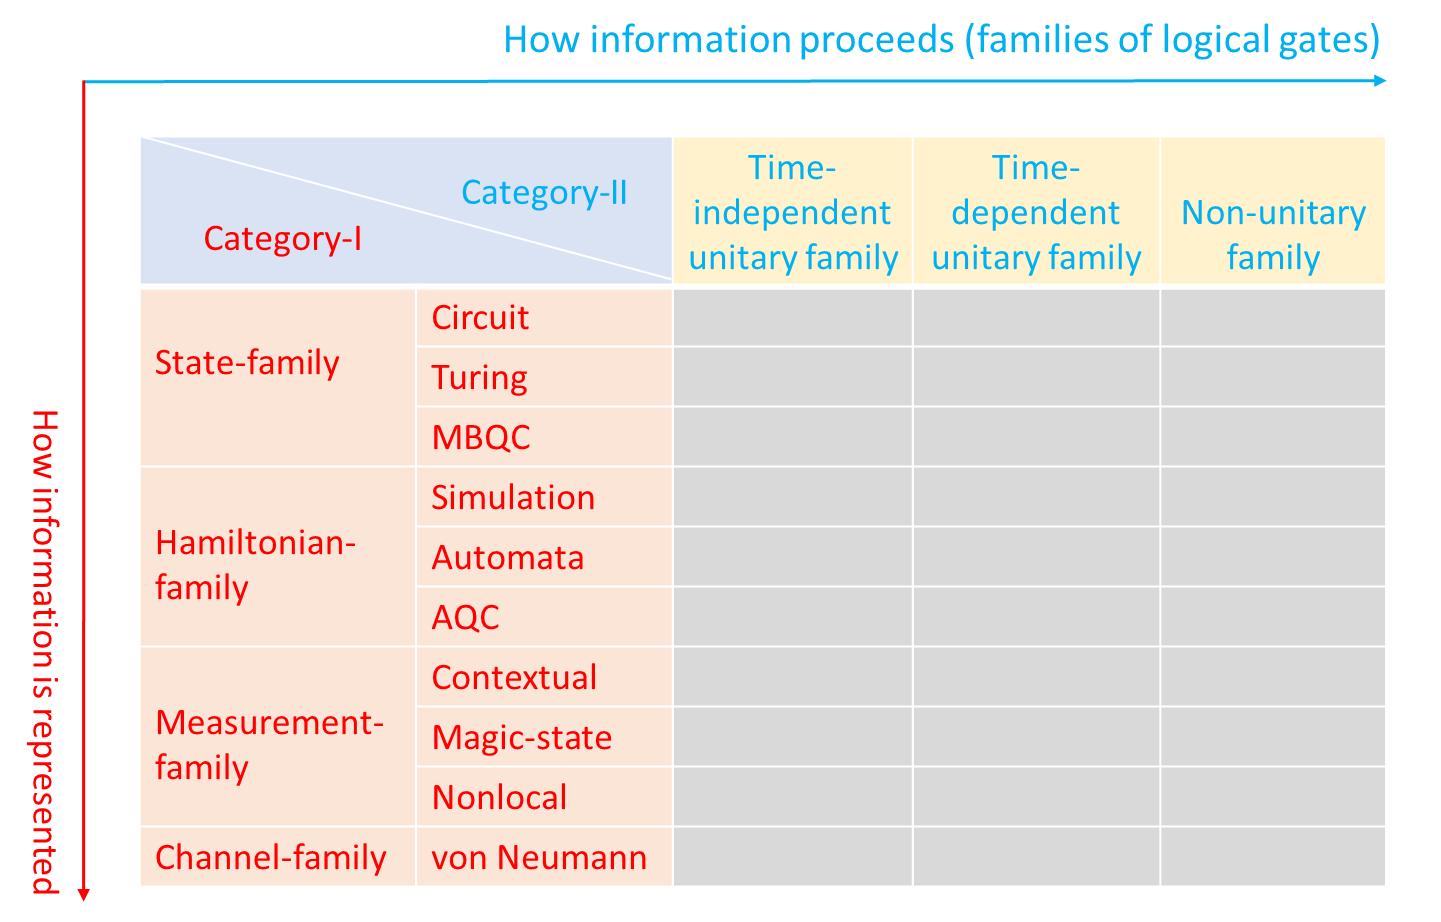 How information proceeds (families of logical gates)
Category-II
Category-I
Time-
independent
unitary family
Time-
dependent
unitary family
Non-unitary
family
State-family
Circuit
Turing
MBQC
Hamiltonian-
family
Simulation
Automata
AQC
Measurement-
family
Contextual
Magic-state
Nonlocal
Channel-family
von Neumann
How information is represented